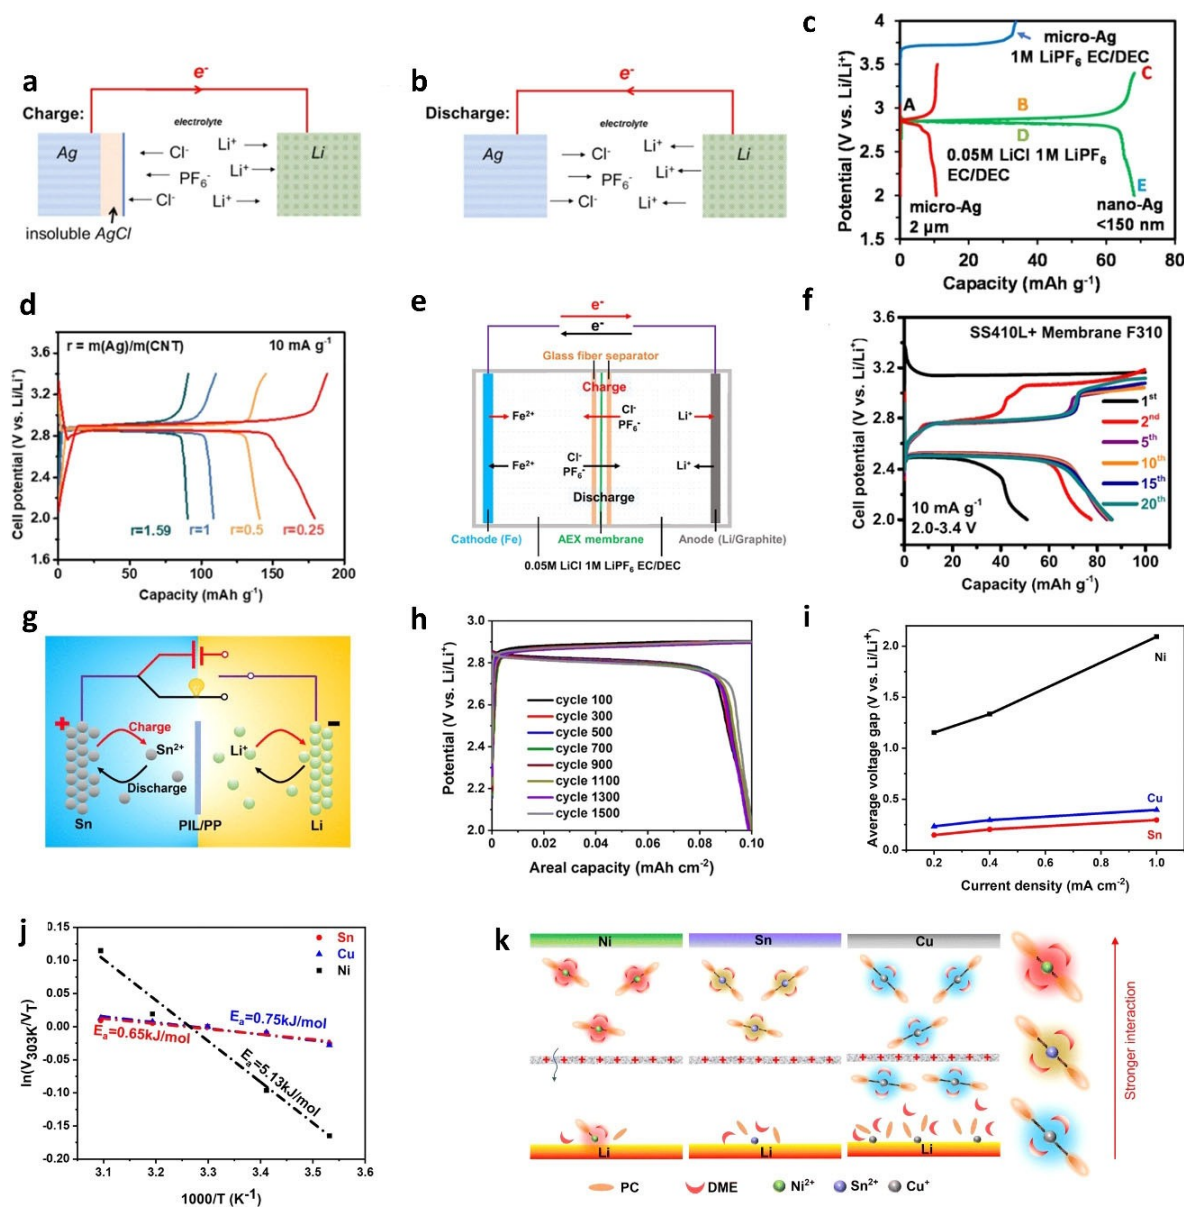 a
e-
Charge:
electrolyte
Ag
Cl-
PF6-
Cl-
Li+
Li+
Li+
Li
insoluble AgCl
b
e-
Discharge:
electrolyte
Ag
Cl-
PF6-
Cl-
Li+
Li+
Li+
Li
c
Potential (V vs. Li/Li+)
4
3.5
3
2.5
2
1.5
micro-Ag
1M LiPF6 EC/DEC
A
B
C
D
E
0.05M LiCl 1M LiPF6
EC/DEC
micro-Ag
2 μm
nano-Ag
<150 nm
0 20 40 60 80
Capacity (mAh g-1)
d
Cell potential (V vs. Li/Li+)
3.6
3.2
2.8
2.4
2.0
1.6
r = m(Ag)/m(CNT)
10 mA g-1
r=1.59 r=1 r=0.5 r=0.25
0 50 100 150 200
Capacity (mAh g-1)
e
e-
e-
Glass fiber separator
Charge
Fe2+
Cl-
PF6-
Li+
Fe2+
Cl-
PF6-
Li+
Discharge
Cathode (Fe)
AEX membrane
Anode (Li/Graphite)
0.05M LiCl 1M LiPF6 EC/DEC
f
Cell potential (V vs. Li/Li+)
3.6
3.2
2.8
2.4
2.0
1.6
SS410L+ Membrane F310
1st
2nd
5th
10th
15th
20th
10 mA g-1
2.0-3.4 V
0 20 40 60 80 100
Capacity (mAh g-1)
g
+
-
Charge
Sn2+
Discharge
Li+
Sn
PIL/PP
Li
h
Potential (V vs. Li/Li+)
3.0
2.8
2.6
2.4
2.2
2.0
cycle 100
cycle 300
cycle 500
cycle 700
cycle 900
cycle 1100
cycle 1300
cycle 1500
0 0.02 0.04 0.06 0.08 0.10
Areal capacity (mAh cm-2)
i
Average voltage gap (V vs. Li/Li+)
2.0
1.5
1.0
0.5
0.0
Ni
Cu
Sn
0.2 0.4 0.6 0.8 1.0
Current density (mA cm-2)
j
ln(V303K/VT)
0.15
0.10
0.05
0.00
-0.05
-0.10
-0.15
-0.20
Sn
Cu
Ni
Ea=0.75kJ/mol
Ea=0.65kJ/mol
Ea=5.13kJ/mol
3.0 3.1 3.2 3.3 3.4 3.5 3.6
1000/T (K-1)
k
Ni
Sn
Cu
Li
Li
Li
Stronger interaction
PC
DME
Ni2+
Sn2+
Cu+